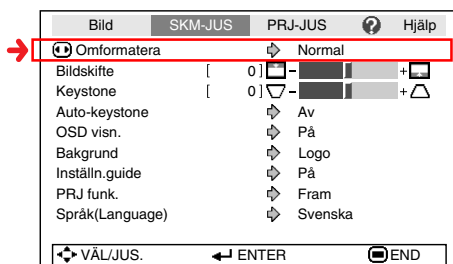 Bild SKM-JUS PRJ-JUS ? Hjälp
Omformatera Normal
Bildskifte [ 0 ] - +
Keystone [ 0 ] - +
Auto-keystone Av
OSD visn. På
Bakgrund Logo
Inställn.guide På
PRJ funk. Fram
Språk(Language) Svenska
VÄL/JUS. ENTER END